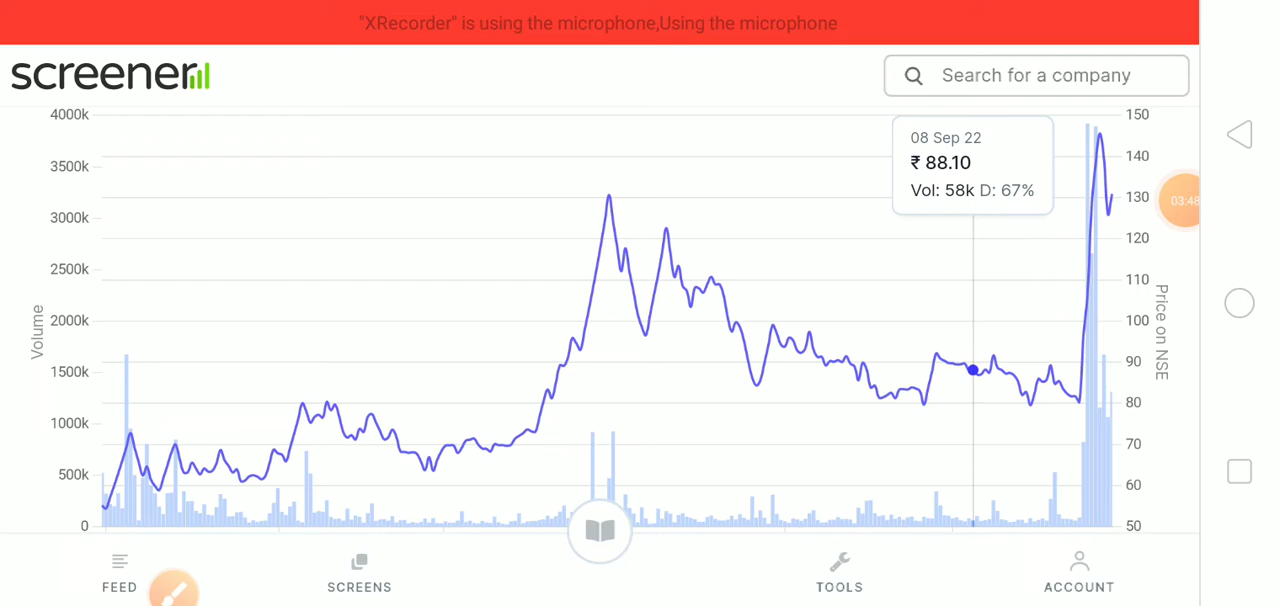 "XRecorder" is using the microphone,Using the microphone
screener
Search for a company
4000k
3500k
3000k
2500k
2000k
1500k
1000k
500k
0
Volume
150
140
130
120
110
100
90
80
70
60
50
Price on NSE
08 Sep 22
₹ 88.10
Vol: 58k D: 67%
03:48
FEED
SCREENS
TOOLS
ACCOUNT